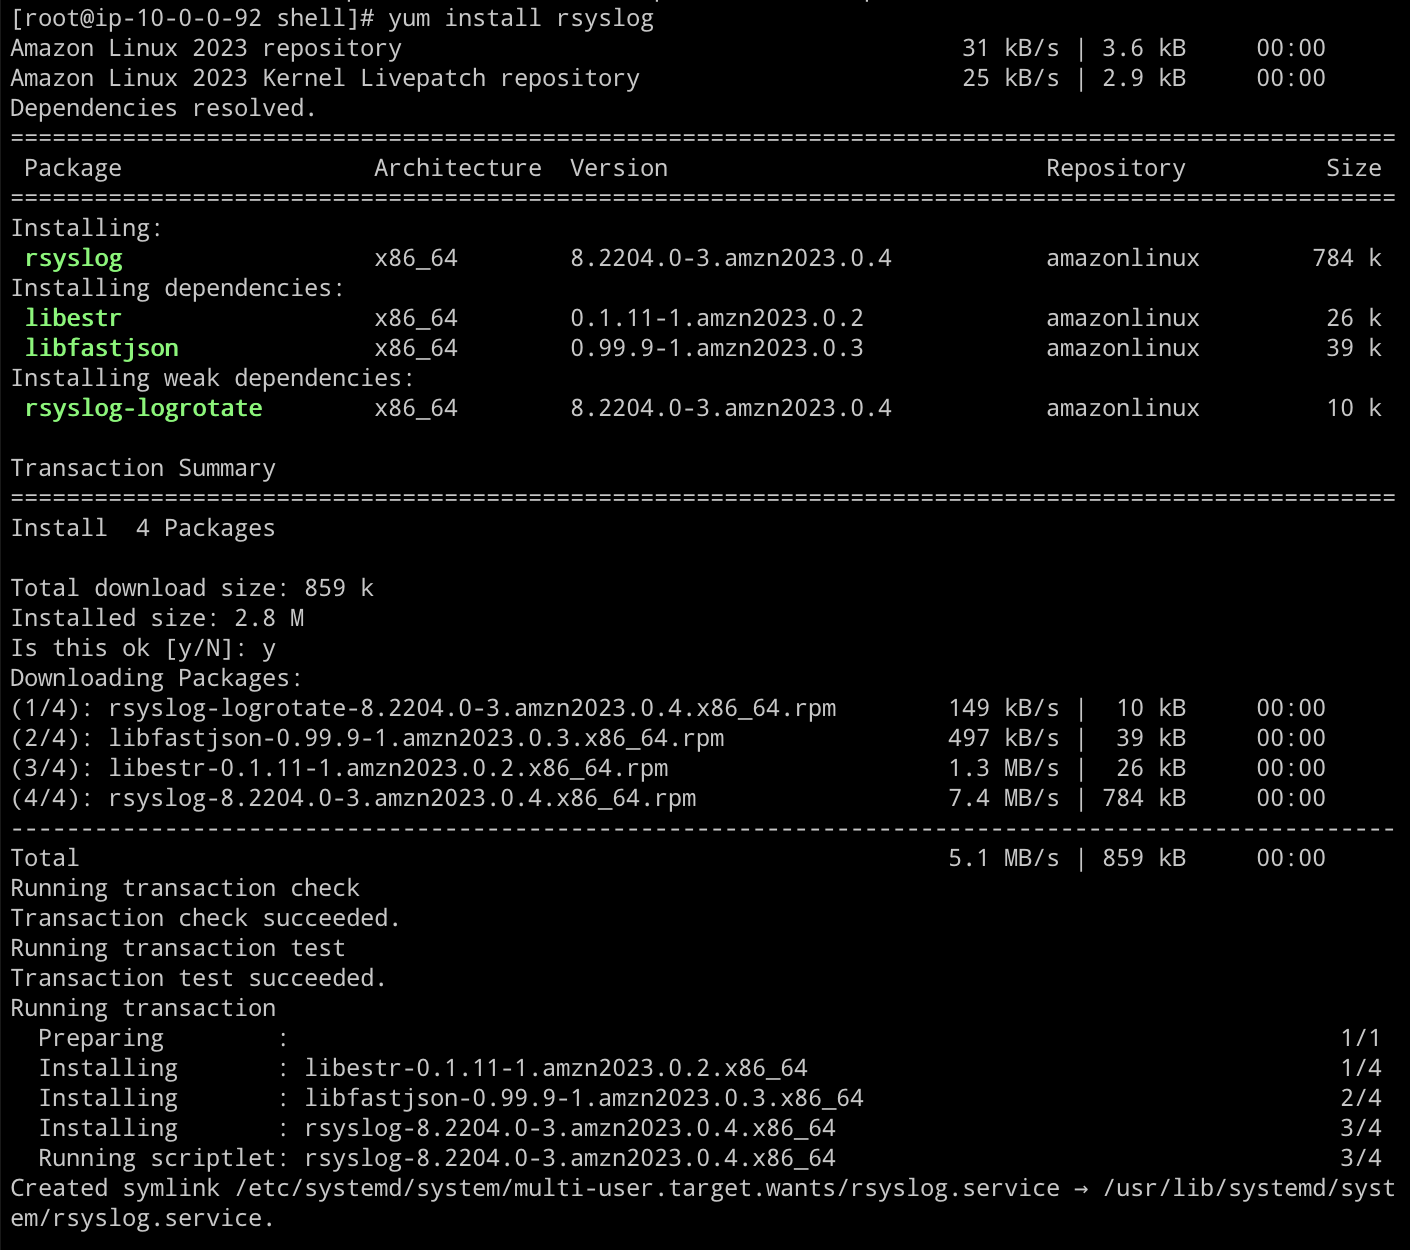 [root@ip-10-0-0-92 shell]# yum install rsyslog
Amazon Linux 2023 repository                                        31 kB/s | 3.6 kB     00:00
Amazon Linux 2023 Kernel Livepatch repository                       25 kB/s | 2.9 kB     00:00
Dependencies resolved.
===================================================================================================
 Package                  Architecture  Version                           Repository          Size
===================================================================================================
Installing:
 rsyslog                  x86_64        8.2204.0-3.amzn2023.0.4           amazonlinux        784 k
Installing dependencies:
 libestr                  x86_64        0.1.11-1.amzn2023.0.2             amazonlinux         26 k
 libfastjson              x86_64        0.99.9-1.amzn2023.0.3             amazonlinux         39 k
Installing weak dependencies:
 rsyslog-logrotate        x86_64        8.2204.0-3.amzn2023.0.4           amazonlinux         10 k

Transaction Summary
===================================================================================================
Install  4 Packages

Total download size: 859 k
Installed size: 2.8 M
Is this ok [y/N]: y
Downloading Packages:
(1/4): rsyslog-logrotate-8.2204.0-3.amzn2023.0.4.x86_64.rpm        149 kB/s |  10 kB     00:00
(2/4): libfastjson-0.99.9-1.amzn2023.0.3.x86_64.rpm                497 kB/s |  39 kB     00:00
(3/4): libestr-0.1.11-1.amzn2023.0.2.x86_64.rpm                    1.3 MB/s |  26 kB     00:00
(4/4): rsyslog-8.2204.0-3.amzn2023.0.4.x86_64.rpm                  7.4 MB/s | 784 kB     00:00
---------------------------------------------------------------------------------------------------
Total                                                              5.1 MB/s | 859 kB     00:00
Running transaction check
Transaction check succeeded.
Running transaction test
Transaction test succeeded.
Running transaction
  Preparing        :                                                                           1/1
  Installing       : libestr-0.1.11-1.amzn2023.0.2.x86_64                                      1/4
  Installing       : libfastjson-0.99.9-1.amzn2023.0.3.x86_64                                  2/4
  Installing       : rsyslog-8.2204.0-3.amzn2023.0.4.x86_64                                    3/4
  Running scriptlet: rsyslog-8.2204.0-3.amzn2023.0.4.x86_64                                    3/4
Created symlink /etc/systemd/system/multi-user.target.wants/rsyslog.service → /usr/lib/systemd/syst
em/rsyslog.service.